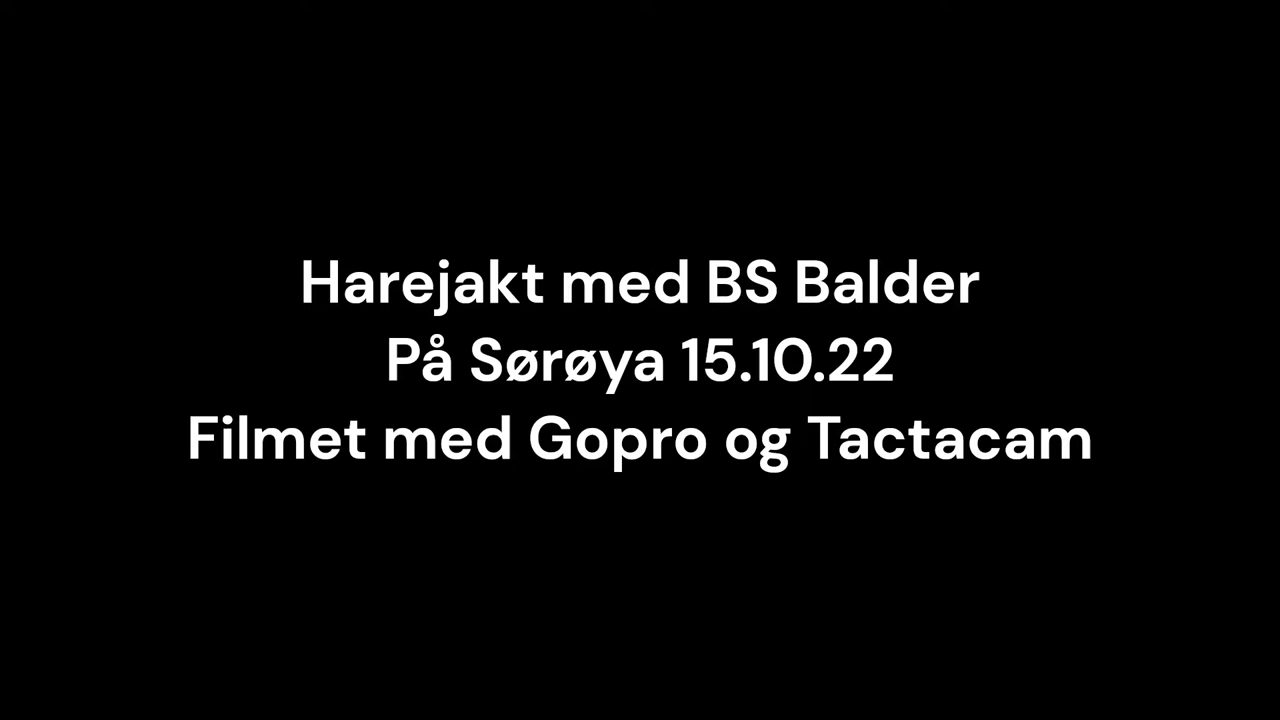 Harejakt med BS Balder
På Sørøya 15.10.22
Filmet med Gopro og Tactacam